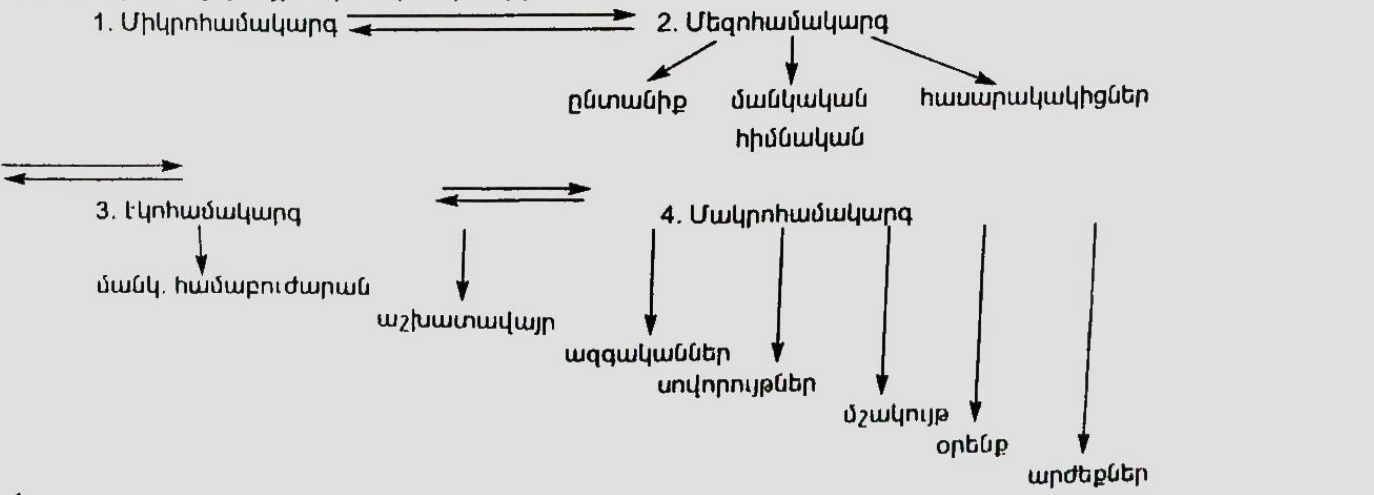 1. Միկրոհամակարգ 2. Մեզոհամակարգ
ընտանիք մանկական հասարակակիցներ
հիմնական
3. Էկոհամակարգ 4. Մակրոհամակարգ
մանկ. համաբուժարան
աշխատավայր
ազգականներ
սովորույթներ
մշակույթ
օրենք
արժեքներ